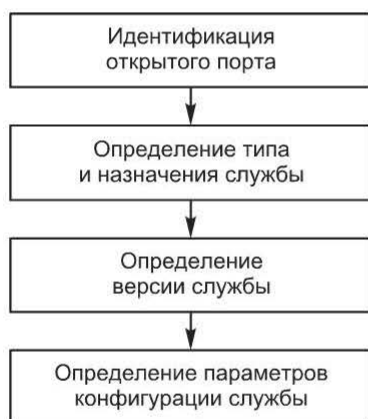 Идентификация
открытого порта
Определение типа
и назначения службы
Определение
версии службы
Определение параметров
конфигурации службы